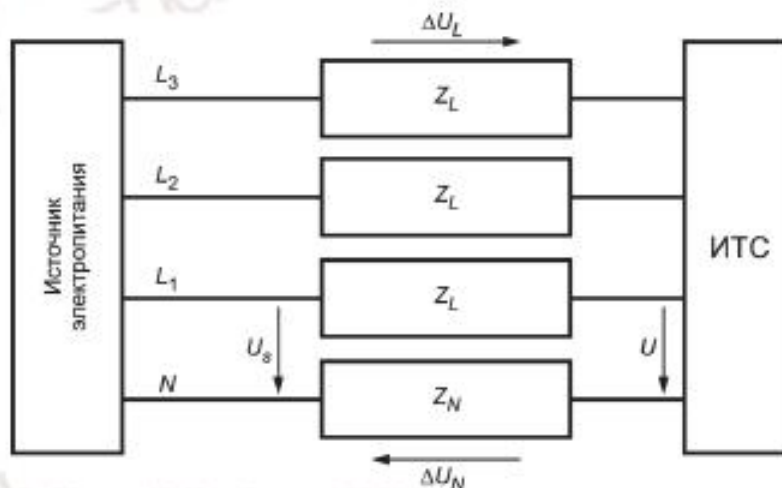 ΔU_L
L_3
Z_L
L_2
Z_L
Источник
электропитания
ИТС
L_1
Z_L
U_s
U
N
Z_N
ΔU_N